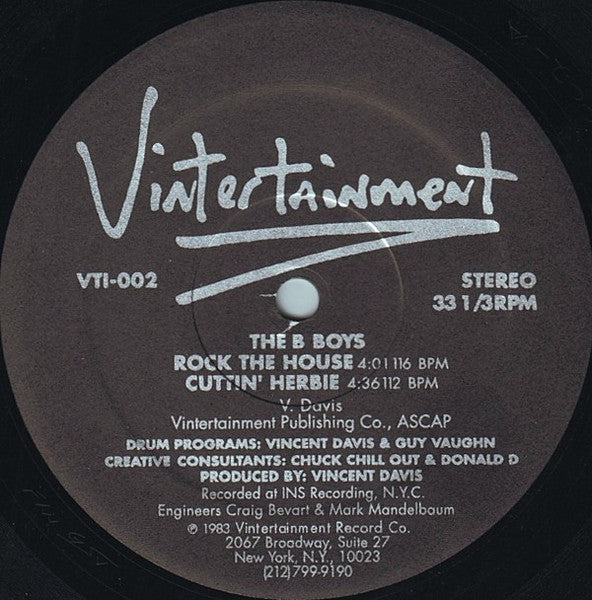 Vintertainment
VTI-002
STEREO
33 1/3RPM
THE B BOYS
ROCK THE HOUSE 4:01 116 BPM
CUTTIN' HERBIE 4:36 112 BPM
V. Davis
Vintertainment Publishing Co., ASCAP
DRUM PROGRAMS: VINCENT DAVIS & GUY VAUGHN
CREATIVE CONSULTANTS: CHUCK CHILL OUT & DONALD D
PRODUCED BY: VINCENT DAVIS
Recorded at INS Recording, N.Y.C.
Engineers Craig Bevart & Mark Mandelbaum
℗ 1983 Vintertainment Record Co.
2067 Broadway, Suite 27
New York, N.Y., 10023
(212)799-9190